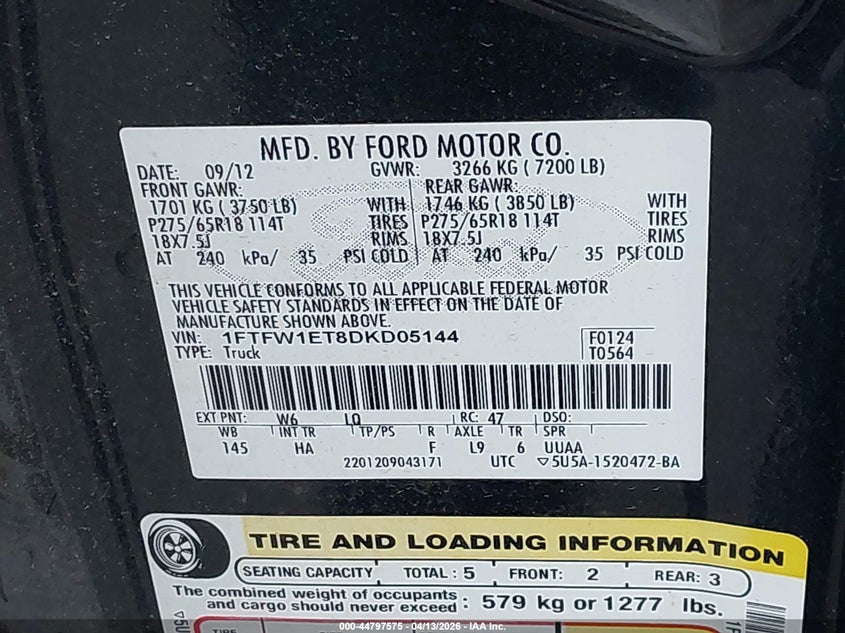 MFD. BY FORD MOTOR CO.
DATE: 09/12 GVWR: 3266 KG ( 7200 LB)
FRONT GAWR: REAR GAWR:
1701 KG ( 3750 LB) WITH 1746 KG ( 3850 LB) WITH
P275/65R18 114T TIRES P275/65R18 114T TIRES
18X7.5J RIMS 18X7.5J RIMS
AT 240 kPa/ 35 PSI COLD AT 240 kPa/ 35 PSI COLD
THIS VEHICLE CONFORMS TO ALL APPLICABLE FEDERAL MOTOR
VEHICLE SAFETY STANDARDS IN EFFECT ON THE DATE OF
MANUFACTURE SHOWN ABOVE.
VIN: 1FTFW1ET8DKD05144 F0124
TYPE: Truck T0564
EXT PNT: W6 LQ RC: 47 DSO:
WB INT TR TP/PS R AXLE TR SPR
145 HA F L9 6 UUAA
2201209043171 UTC ▽5U5A-1520472-BA
TIRE AND LOADING INFORMATION
SEATING CAPACITY TOTAL : 5 FRONT: 2 REAR: 3
The combined weight of occupants
and cargo should never exceed : 579 kg or 1277 lbs.
000-44797575 - 04/13/2026 - IAA Inc.